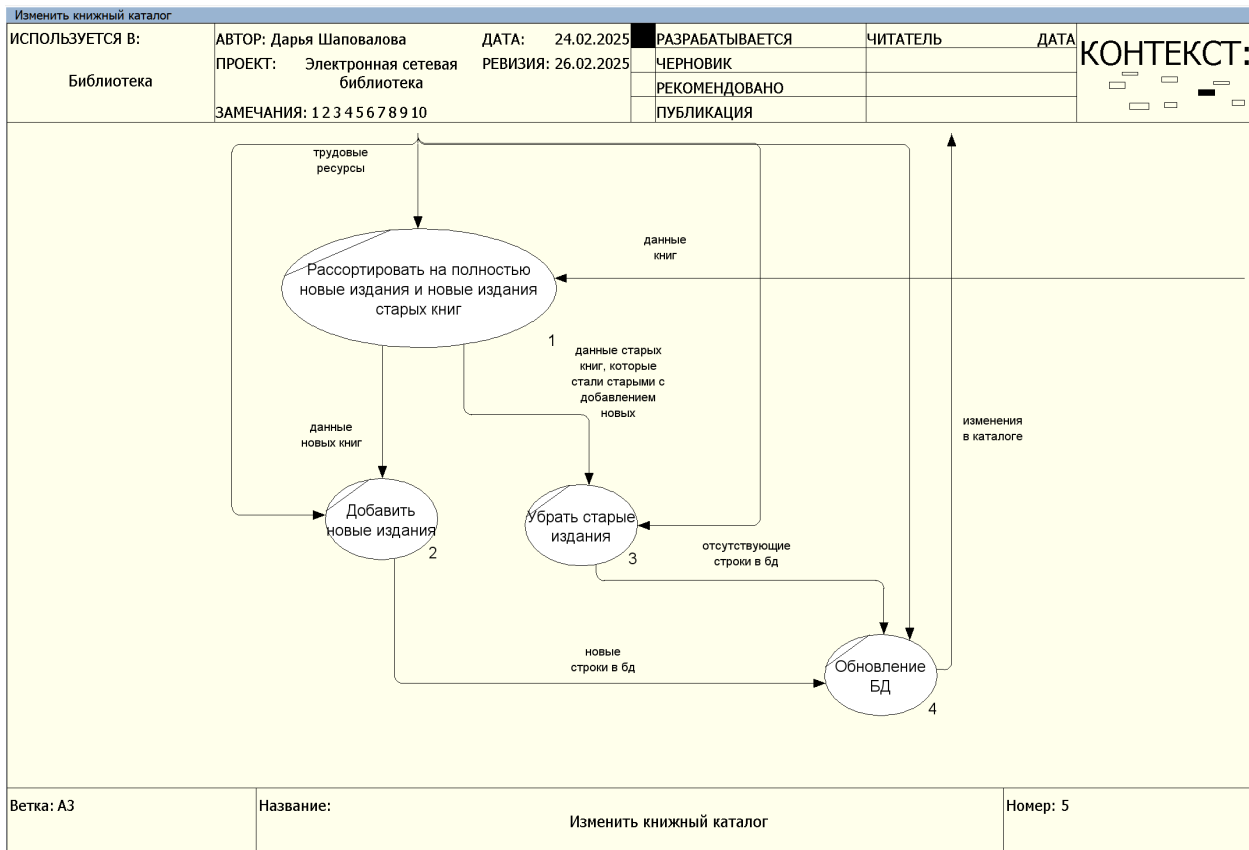 Изменить книжный каталог
ИСПОЛЬЗУЕТСЯ В:
Библиотека
АВТОР: Дарья Шаповалова
ДАТА: 24.02.2025
ПРОЕКТ: Электронная сетевая
библиотека
РЕВИЗИЯ: 26.02.2025
ЗАМЕЧАНИЯ: 1 2 3 4 5 6 7 8 9 10
РАЗРАБАТЫВАЕТСЯ
ЧЕРНОВИК
РЕКОМЕНДОВАНО
ПУБЛИКАЦИЯ
ЧИТАТЕЛЬ
ДАТА
КОНТЕКСТ:
трудовые
ресурсы
данные
книг
Рассортировать на полностью
новые издания и новые издания
старых книг
1
данные старых
книг, которые
стали старыми с
добавлением
новых
данные
новых книг
изменения
в каталоге
Добавить
новые издания
2
Убрать старые
издания
3
отсутствующие
строки в бд
новые
строки в бд
Обновление
БД
4
Ветка: A3
Название:
Изменить книжный каталог
Номер: 5